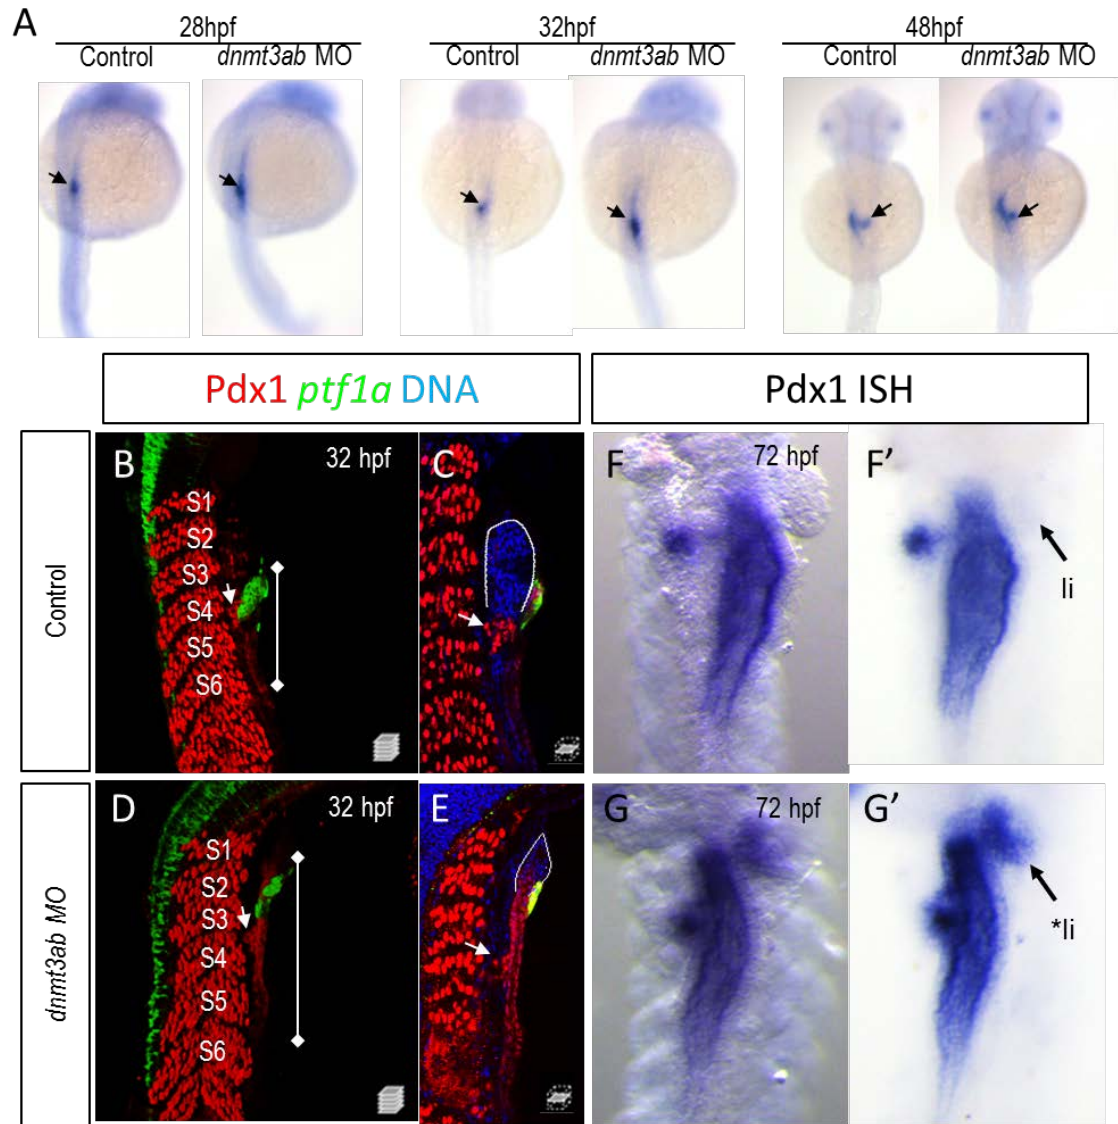 A
28hpf
32hpf
48hpf
Control
dnmt3ab MO
Control
dnmt3ab MO
Control
dnmt3ab MO
Pdx1 ptf1a DNA
Pdx1 ISH
Control
B
32 hpf
S1
S2
S3
S4
S5
S6
C
F
72 hpf
F’
li
dnmt3ab MO
D
32 hpf
S1
S2
S3
S4
S5
S6
E
G
72 hpf
G’
*li